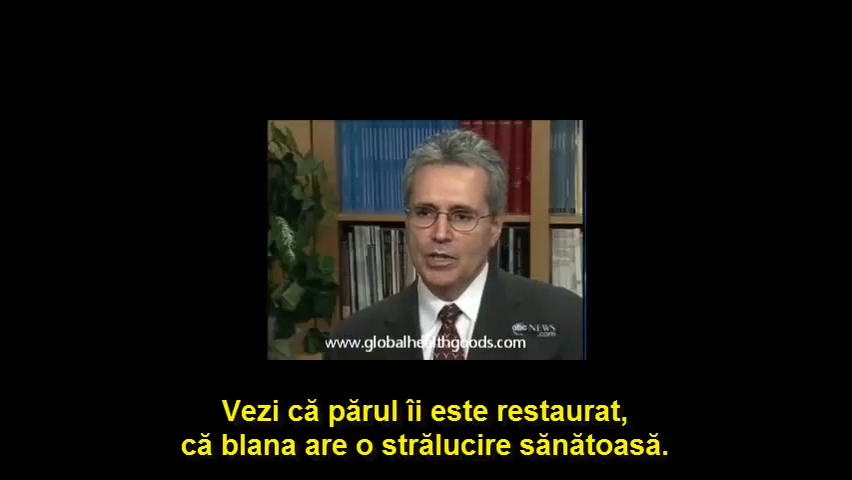 abc NEWS
.com
www.globalhealthgoods.com
Vezi că părul îi este restaurat,
că blana are o strălucire sănătoasă.